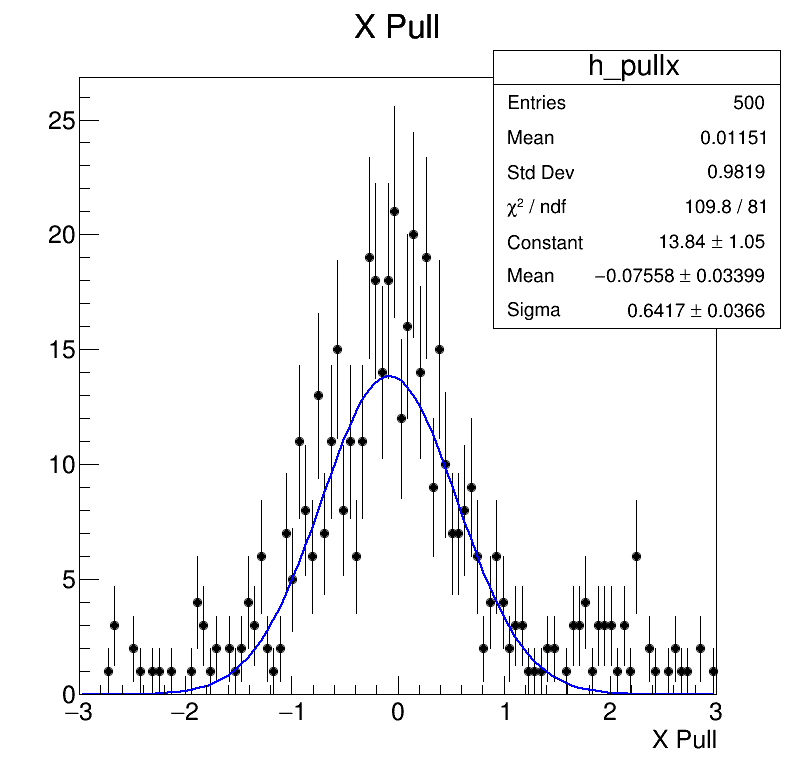 X Pull
h_pullx
Entries 500
Mean 0.01151
Std Dev 0.9819
χ² / ndf 109.8 / 81
Constant 13.84 ± 1.05
Mean −0.07558 ± 0.03399
Sigma 0.6417 ± 0.0366
25
20
15
10
5
0
−3 −2 −1 0 1 2 3
X Pull